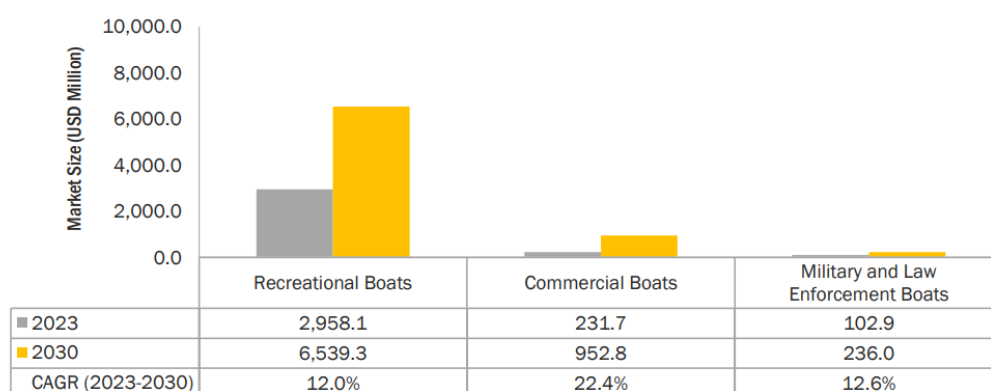 10,000.0
8,000.0
6,000.0
4,000.0
2,000.0
0.0
Market Size (USD Million)
Recreational Boats
Commercial Boats
Military and Law
Enforcement Boats
2023 2,958.1 231.7 102.9
2030 6,539.3 952.8 236.0
CAGR (2023-2030) 12.0% 22.4% 12.6%